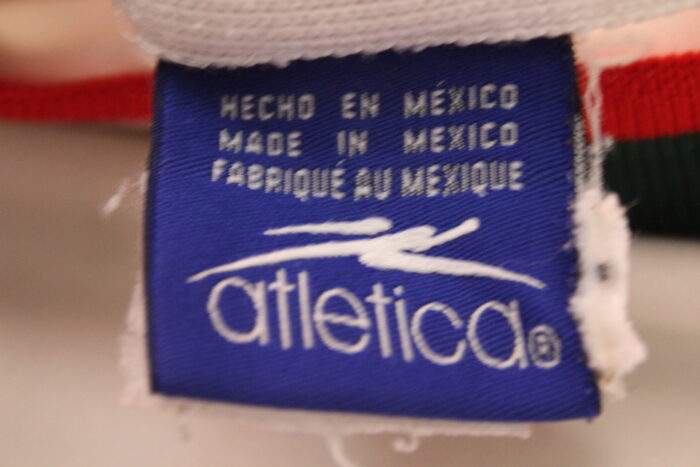 HECHO EN MÉXICO
MADE IN MEXICO
FABRIQUÉ AU MEXIQUE
atletica®